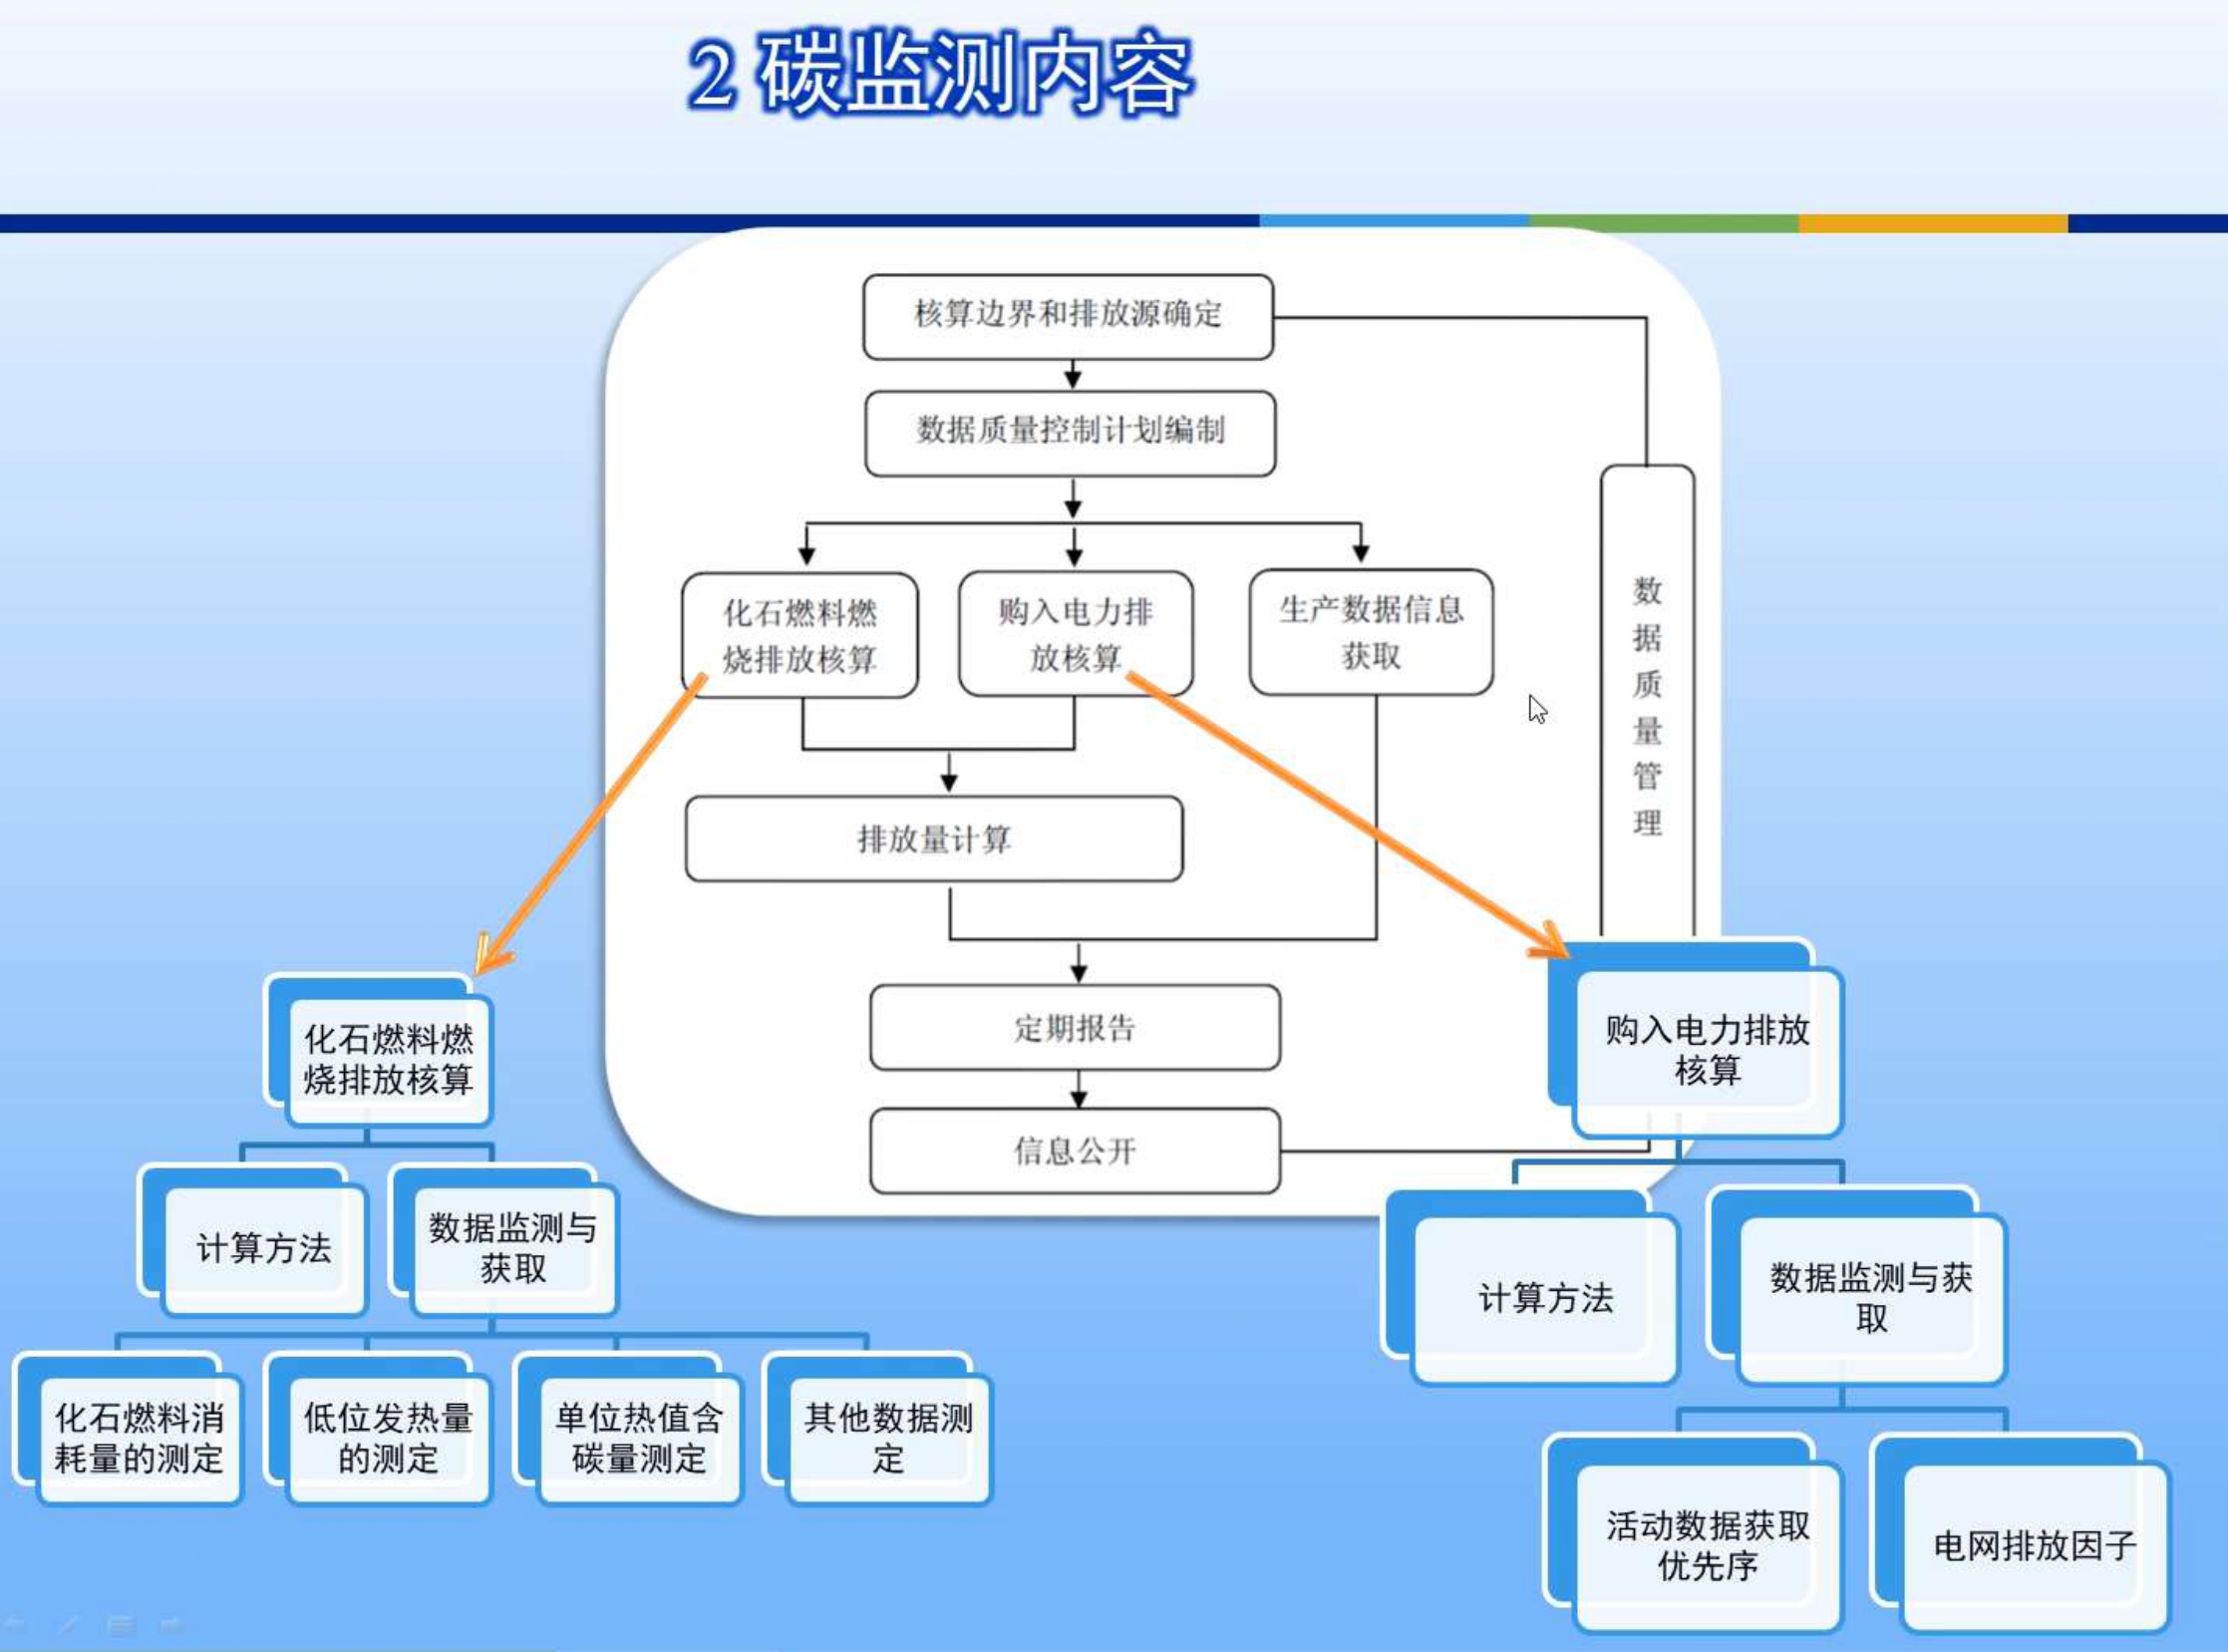 2 碳监测内容
核算边界和排放源确定
数据质量控制计划编制
化石燃料燃
烧排放核算
购入电力排
放核算
生产数据信息
获取
数
据
质
量
管
理
排放量计算
定期报告
信息公开
化石燃料燃
烧排放核算
计算方法
数据监测与
获取
化石燃料消
耗量的测定
低位发热量
的测定
单位热值含
碳量测定
其他数据测
定
购入电力排放
核算
计算方法
数据监测与获
取
活动数据获取
优先序
电网排放因子